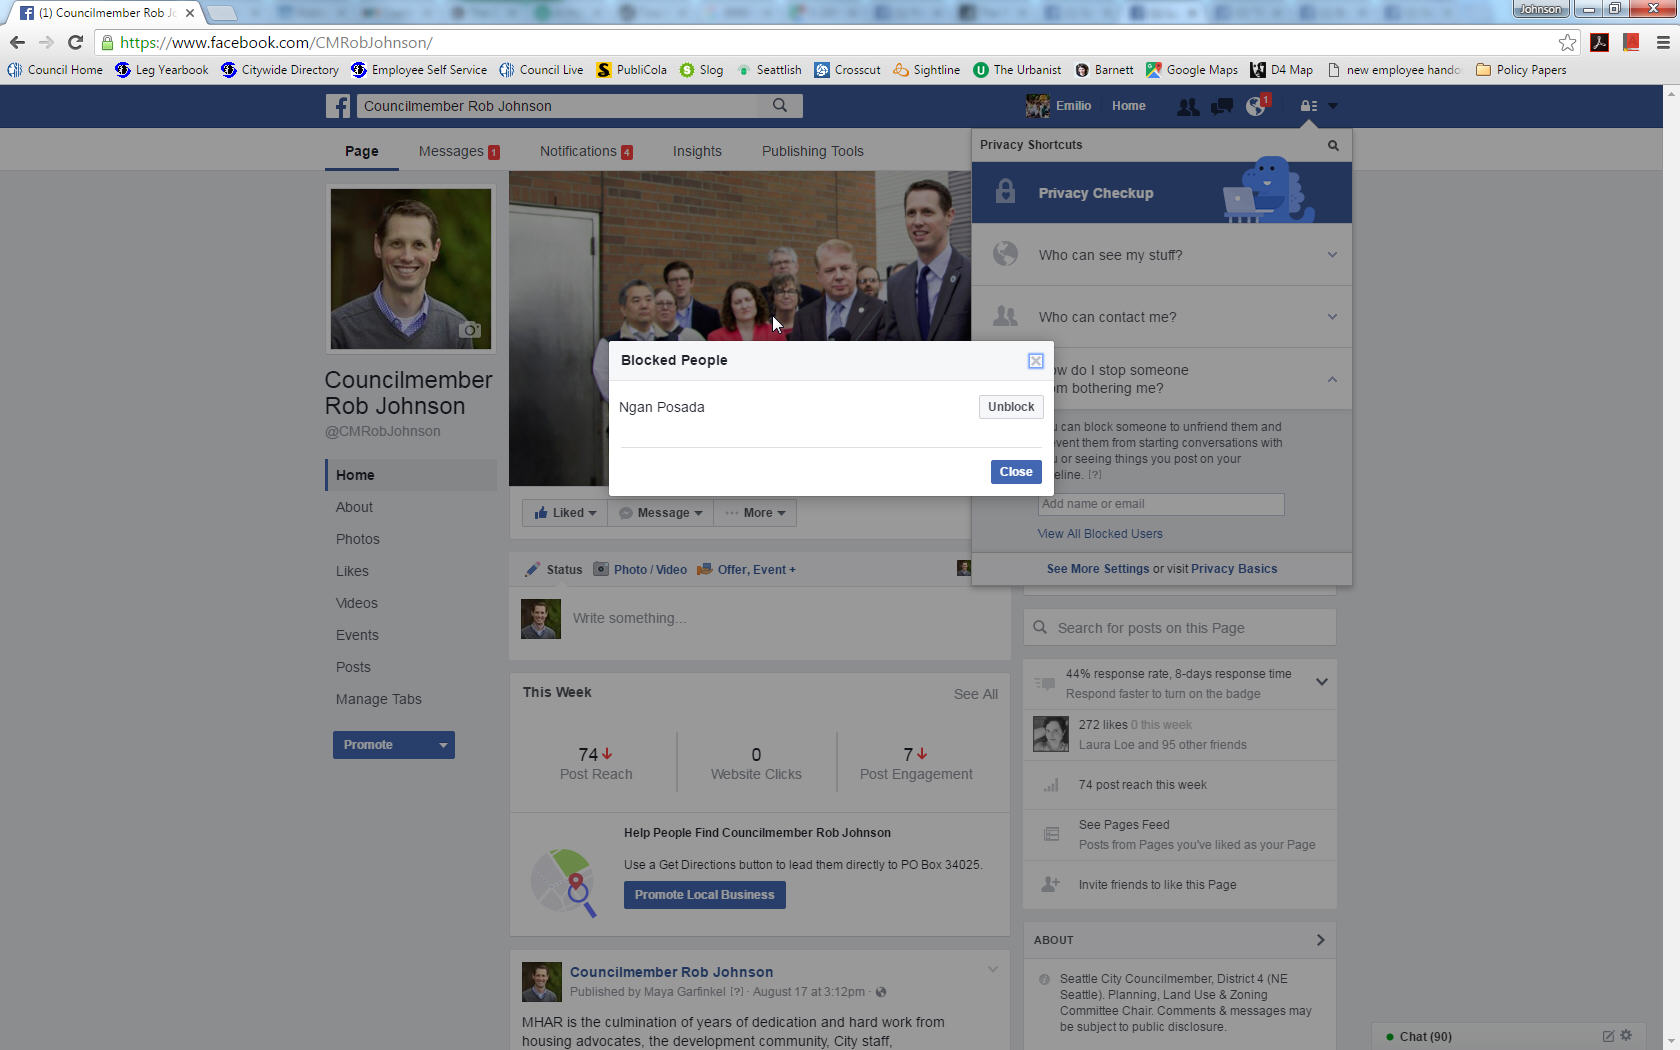 (1) Councilmember Rob Jo
Johnson
https://www.facebook.com/CMRobJohnson/
Council Home
Leg Yearbook
Citywide Directory
Employee Self Service
Council Live
PubliCola
Slog
Seattlish
Crosscut
Sightline
The Urbanist
Barnett
Google Maps
D4 Map
new employee hando
Policy Papers
Councilmember Rob Johnson
Emilio
Home
1
Page
Messages 1
Notifications 4
Insights
Publishing Tools
Privacy Shortcuts
Privacy Checkup
Who can see my stuff?
Who can contact me?
ow do I stop someone
om bothering me?
u can block someone to unfriend them and
event them from starting conversations with
u or seeing things you post on your
eline. [?]
Add name or email
View All Blocked Users
See More Settings or visit Privacy Basics
Blocked People
Ngan Posada
Unblock
Close
Councilmember
Rob Johnson
@CMRobJohnson
Home
About
Photos
Likes
Videos
Events
Posts
Manage Tabs
Promote
Liked
Message
More
Status
Photo / Video
Offer, Event +
Write something...
This Week
See All
74
Post Reach
0
Website Clicks
7
Post Engagement
Help People Find Councilmember Rob Johnson
Use a Get Directions button to lead them directly to PO Box 34025.
Promote Local Business
Councilmember Rob Johnson
Published by Maya Garfinkel [?] · August 17 at 3:12pm ·
MHAR is the culmination of years of dedication and hard work from
housing advocates, the development community, City staff,
Search for posts on this Page
44% response rate, 8-days response time
Respond faster to turn on the badge
272 likes 0 this week
Laura Loe and 95 other friends
74 post reach this week
See Pages Feed
Posts from Pages you've liked as your Page
Invite friends to like this Page
ABOUT
Seattle City Councilmember, District 4 (NE
Seattle). Planning, Land Use & Zoning
Committee Chair. Comments & messages may
be subject to public disclosure.
Chat (90)